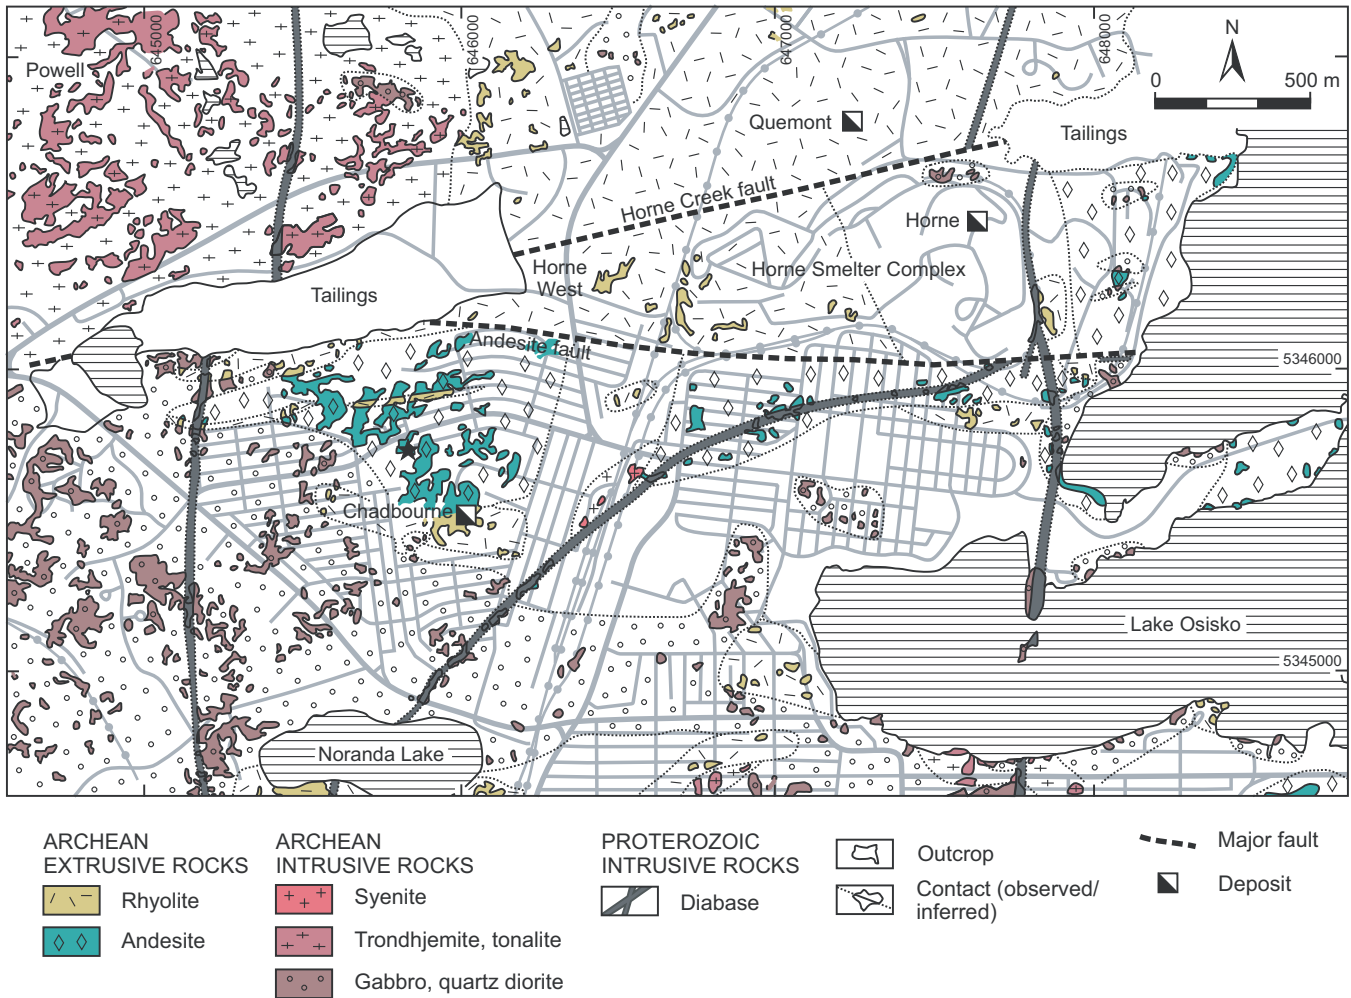 645000
646000
647000
648000
N
0 500 m
Powell
Quemont
Tailings
Horne Creek fault
Horne
Horne
West
Horne Smelter Complex
Tailings
Andesite fault
5346000
Chadbourne
Lake Osisko
5345000
Noranda Lake
ARCHEAN
EXTRUSIVE ROCKS
Rhyolite
Andesite
ARCHEAN
INTRUSIVE ROCKS
Syenite
Trondhjemite, tonalite
Gabbro, quartz diorite
PROTEROZOIC
INTRUSIVE ROCKS
Diabase
Outcrop
Contact (observed/
inferred)
Major fault
Deposit